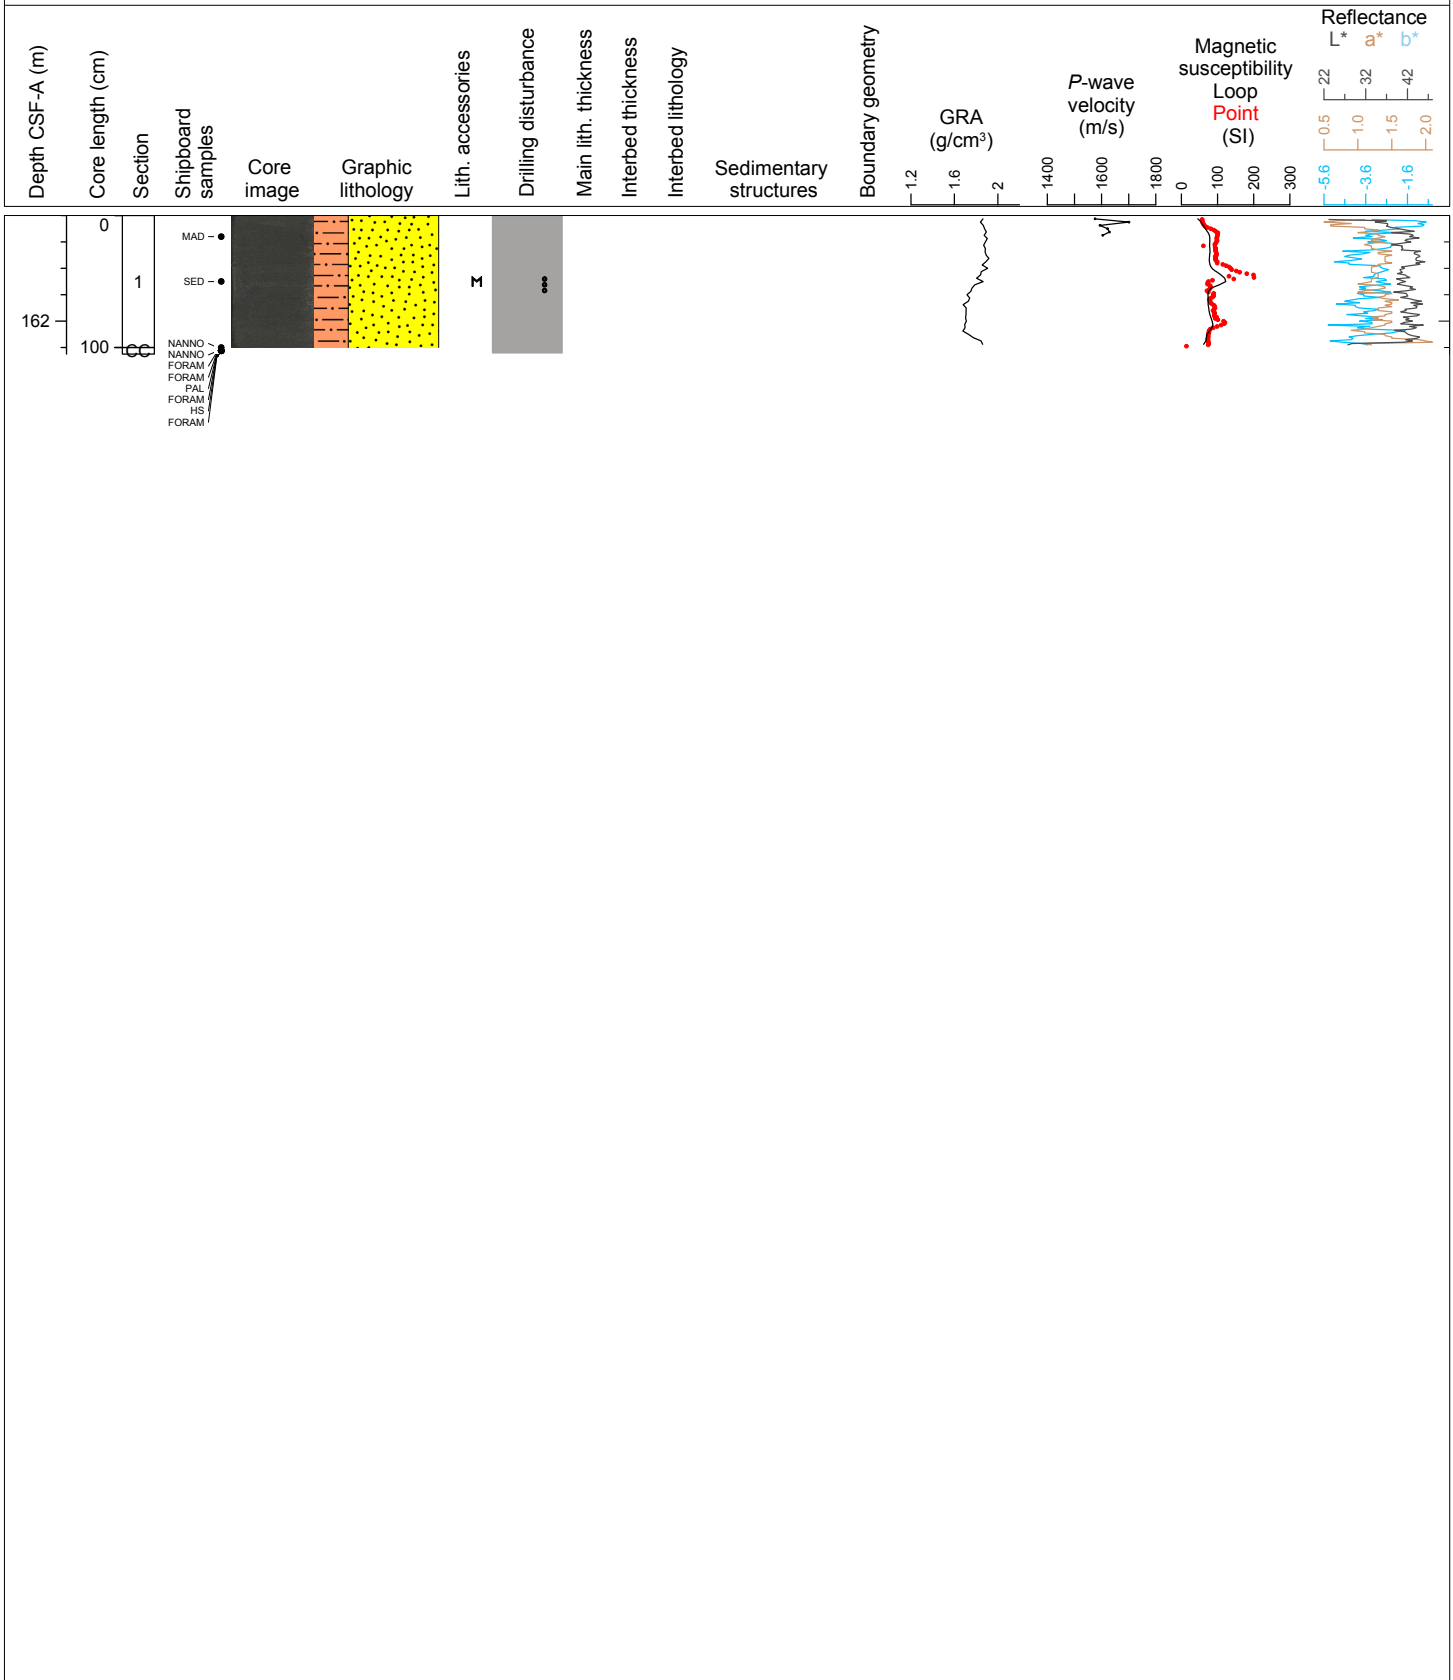 Depth CSF-A (m)
Core length (cm)
Section
Shipboard
samples
Core
image
Graphic
lithology
Lith. accessories
Drilling disturbance
Main lith. thickness
Interbed thickness
Interbed lithology
Sedimentary
structures
Boundary geometry
GRA
(g/cm³)
1.2
1.6
2
P-wave
velocity
(m/s)
1400
1600
1800
Magnetic
susceptibility
Loop
Point
(SI)
0
100
200
300
Reflectance
L* a* b*
22
32
42
0.5
1.0
1.5
2.0
-5.6
-3.6
-1.6
0
162
100
1
CC
MAD
SED
NANNO
NANNO
FORAM
FORAM
PAL
FORAM
HS
FORAM
M